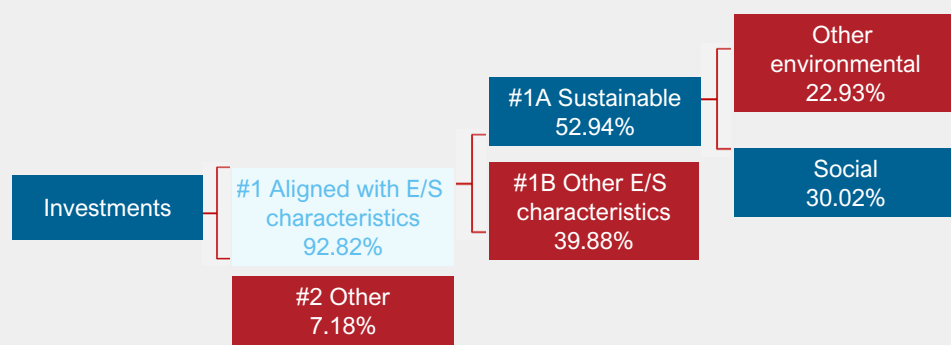 Investments
#1 Aligned with E/S
characteristics
92.82%
#2 Other
7.18%
#1A Sustainable
52.94%
#1B Other E/S
characteristics
39.88%
Other
environmental
22.93%
Social
30.02%